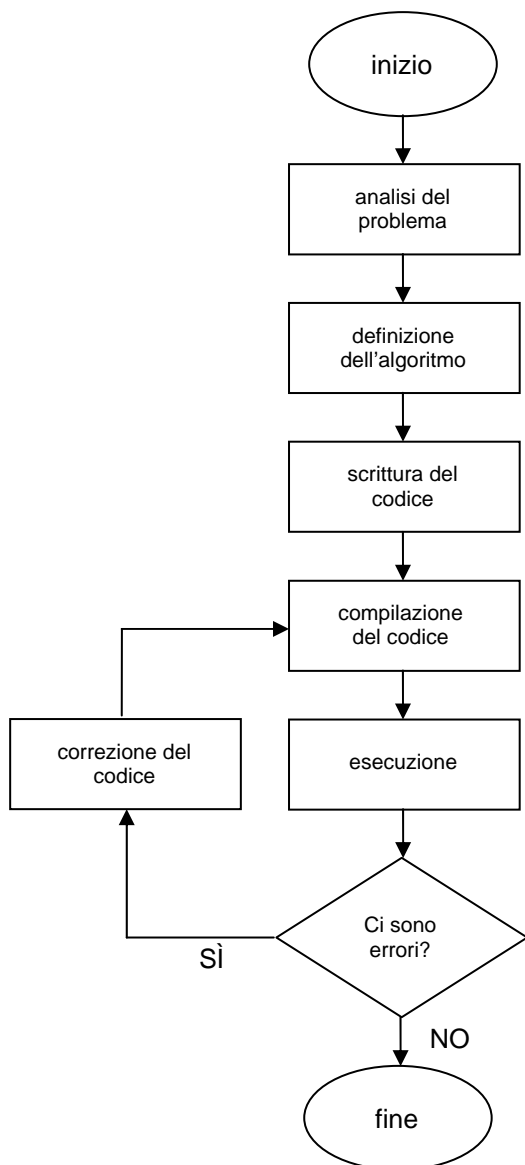 inizio
analisi del
problema
definizione
dell’algoritmo
scrittura del
codice
compilazione
del codice
correzione del
codice
esecuzione
Ci sono
errori?
SÌ
NO
fine